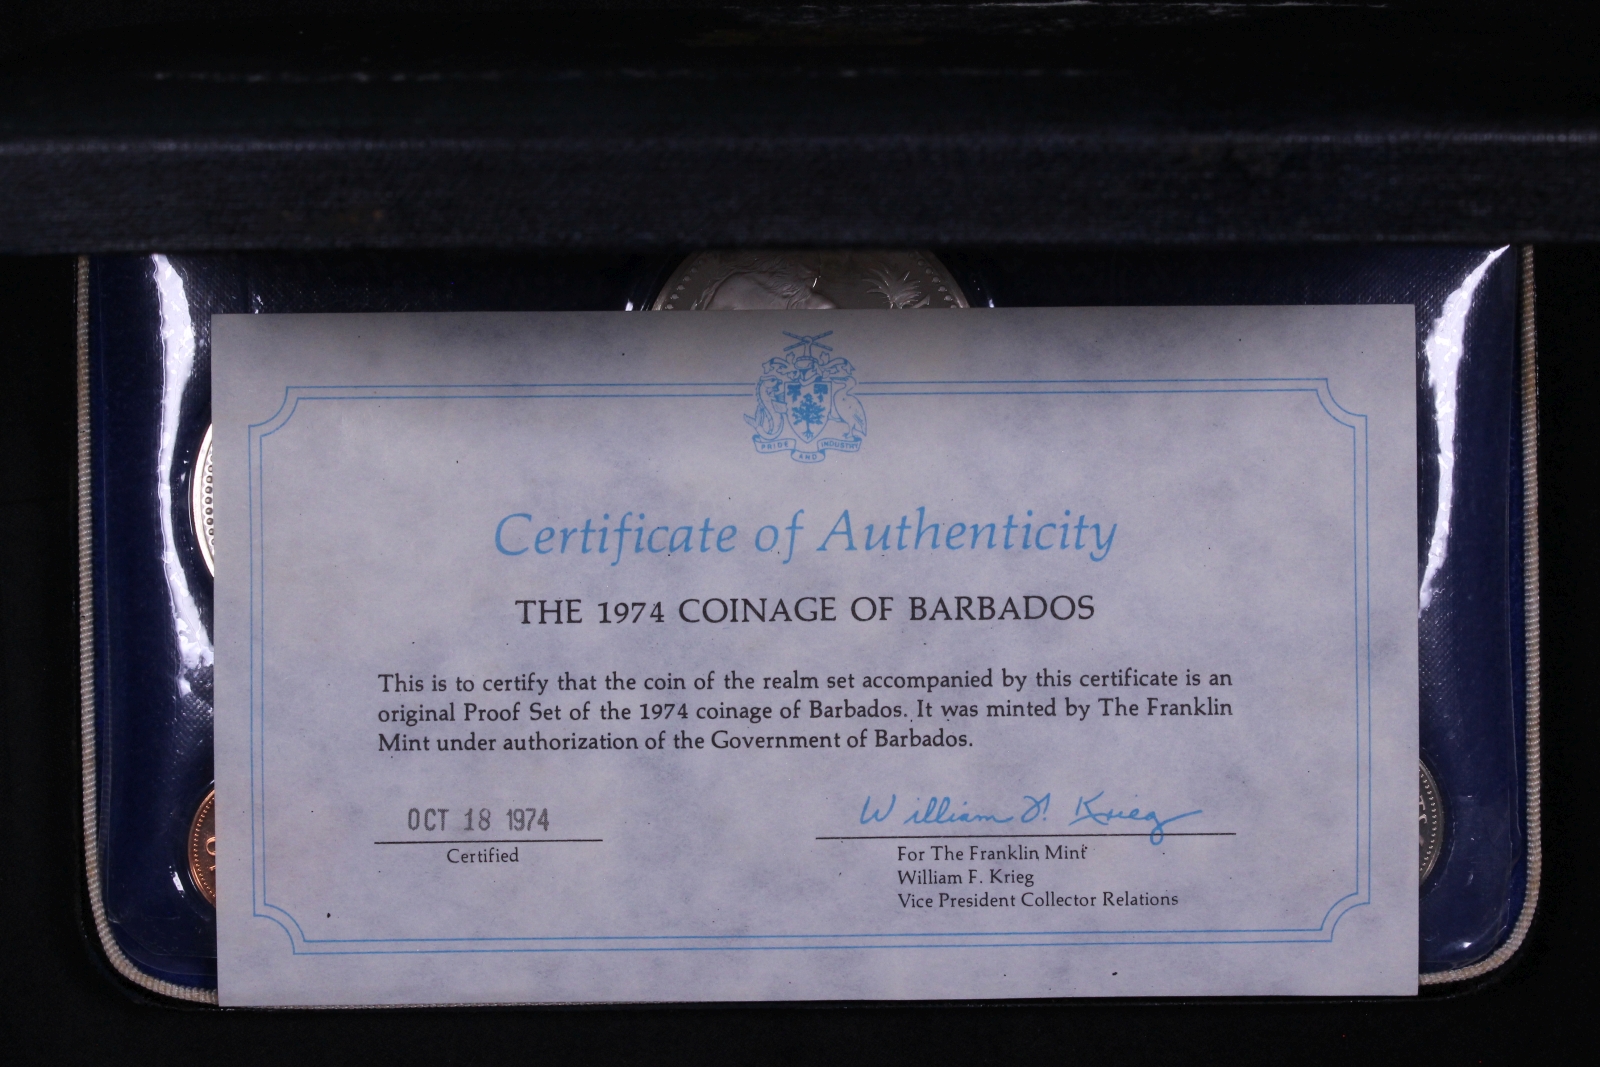 PRIDE AND INDUSTRY
Certificate of Authenticity
THE 1974 COINAGE OF BARBADOS
This is to certify that the coin of the realm set accompanied by this certificate is an
original Proof Set of the 1974 coinage of Barbados. It was minted by The Franklin
Mint under authorization of the Government of Barbados.
OCT 18 1974
Certified
William F. Krieg
For The Franklin Mint
William F. Krieg
Vice President Collector Relations